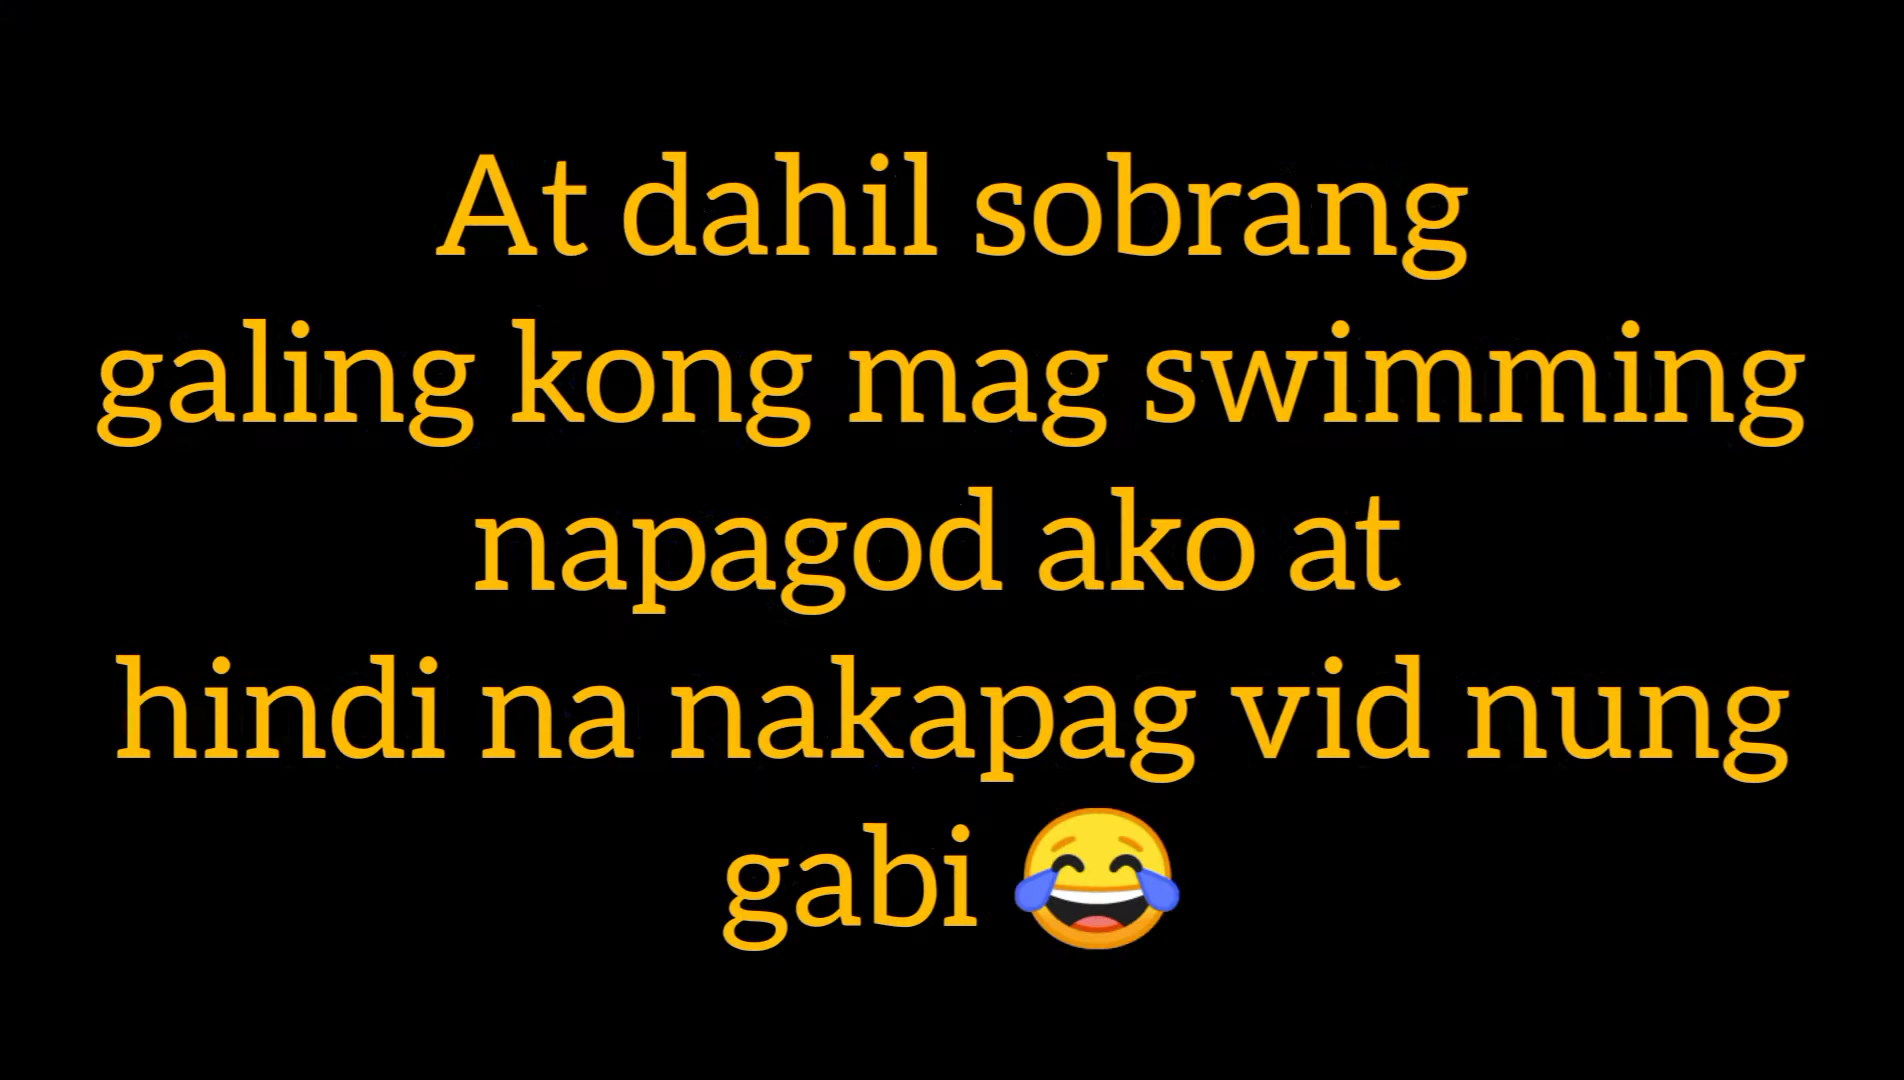 At dahil sobrang
galing kong mag swimming
napagod ako at
hindi na nakapag vid nung
gabi 😂